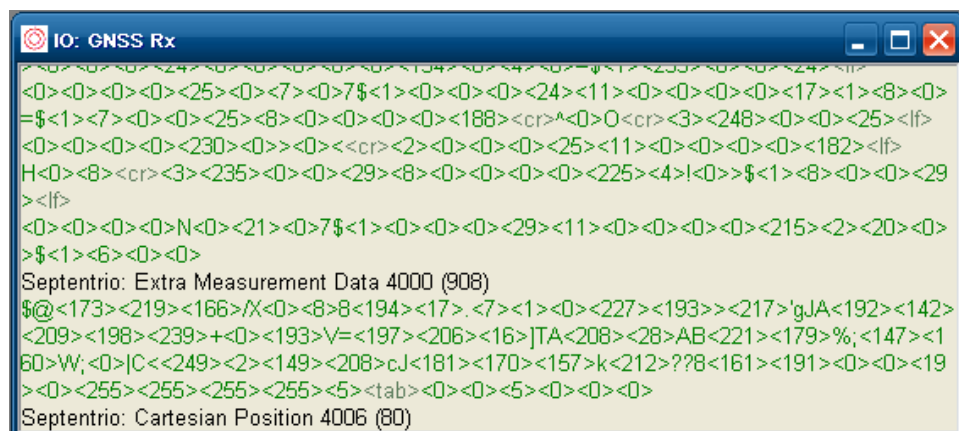 IO: GNSS Rx
<0><0><0><0><25><0><7><0>7$<1><0><0><0><24><11><0><0><0><0><17><1><8><0>
=$<1><7><0><0><25><8><0><0><0><0><188><cr>^<0>O<cr><3><248><0><0><25><lf>
<0><0><0><0><230><0>><0><<cr><2><0><0><25><11><0><0><0><0><182><lf>
H<0><8><cr><3><235><0><0><29><8><0><0><0><0><225><4>!<0>>$<1><8><0><0><29
><lf>
<0><0><0><0>N<0><21><0>7$<1><0><0><0><29><11><0><0><0><0><215><2><20><0>
>$<1><6><0><0>
Septentrio: Extra Measurement Data 4000 (908)
$@<173><219><166>/X<0><8>8<194><17>.<7><1><0><227><193>><217>'gJA<192><142>
<209><198><239>+<0><193>V=<197><206><16>]TA<208><28>AB<221><179>%;<147><1
60>W;<0>|C<<249><2><149><208>cJ<181><170><157>k<212>??8<161><191><0><0><19
><0><255><255><255><255><5><tab><0><0><5><0><0><0>
Septentrio: Cartesian Position 4006 (80)